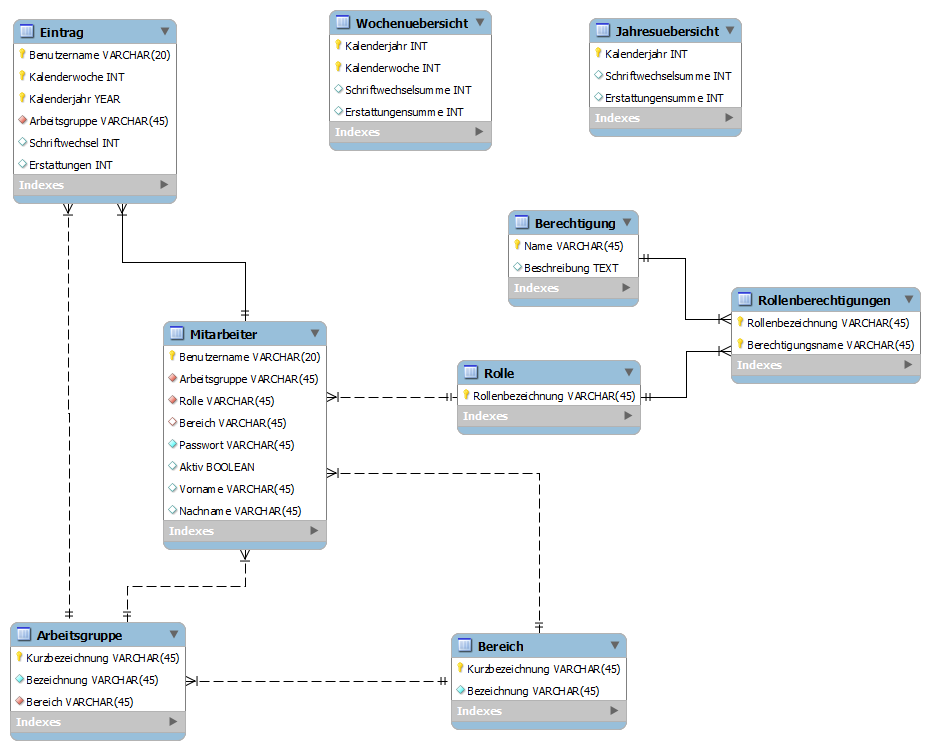 Eintrag
Benutzername VARCHAR(20)
Kalenderwoche INT
Kalenderjahr YEAR
Arbeitsgruppe VARCHAR(45)
Schriftwechsel INT
Erstattungen INT
Indexes
Wochenuebersicht
Kalenderjahr INT
Kalenderwoche INT
Schriftwechselsumme INT
Erstattungensumme INT
Indexes
Jahresuebersicht
Kalenderjahr INT
Schriftwechselsumme INT
Erstattungensumme INT
Indexes
Berechtigung
Name VARCHAR(45)
Beschreibung TEXT
Indexes
Rollenberechtigungen
Rollenbezeichnung VARCHAR(45)
Berechtigungsname VARCHAR(45)
Indexes
Mitarbeiter
Benutzername VARCHAR(20)
Arbeitsgruppe VARCHAR(45)
Rolle VARCHAR(45)
Bereich VARCHAR(45)
Passwort VARCHAR(45)
Aktiv BOOLEAN
Vorname VARCHAR(45)
Nachname VARCHAR(45)
Indexes
Rolle
Rollenbezeichnung VARCHAR(45)
Indexes
Arbeitsgruppe
Kurzbezeichnung VARCHAR(45)
Bezeichnung VARCHAR(45)
Bereich VARCHAR(45)
Indexes
Bereich
Kurzbezeichnung VARCHAR(45)
Bezeichnung VARCHAR(45)
Indexes